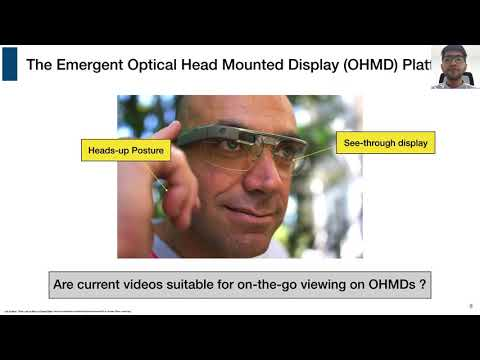 The Emergent Optical Head Mounted Display (OHMD) Platf
Heads-up Posture
See-through display
Are current videos suitable for on-the-go viewing on OHMDs ?